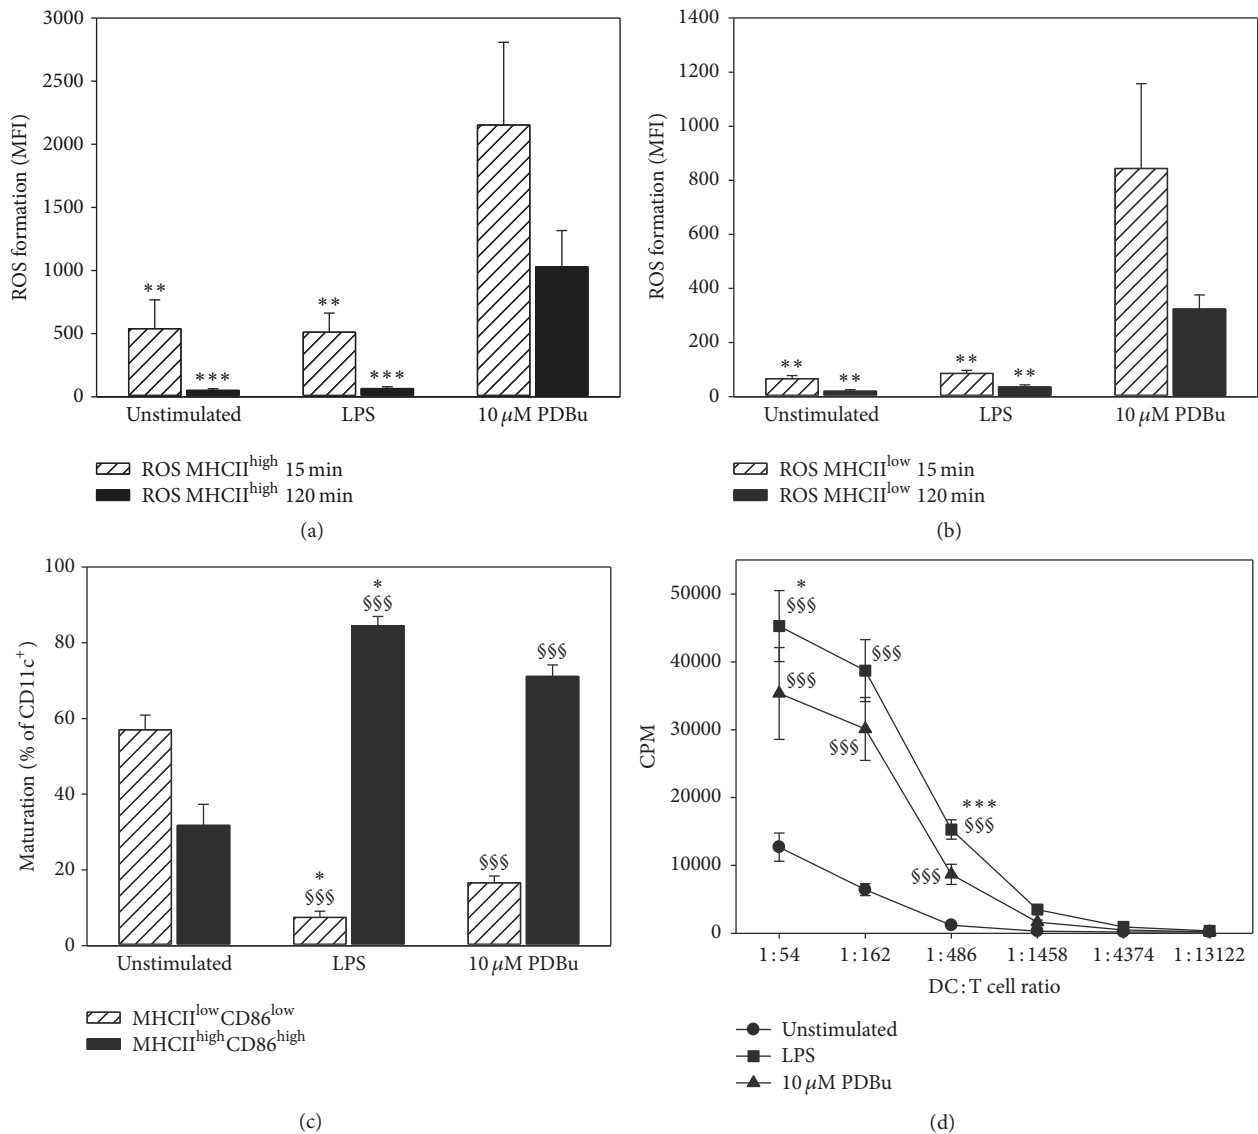 3000
2500
2000
1500
1000
500
0
ROS formation (MFI)
**
***
**
***
Unstimulated
LPS
10 μM PDBu
ROS MHCII^high 15 min
ROS MHCII^high 120 min
(a)
1400
1200
1000
800
600
400
200
0
ROS formation (MFI)
**
**
**
**
Unstimulated
LPS
10 μM PDBu
ROS MHCII^low 15 min
ROS MHCII^low 120 min
(b)
100
80
60
40
20
0
Maturation (% of CD11c^+)
*
§§§
*
§§§
§§§
§§§
Unstimulated
LPS
10 μM PDBu
MHCII^low CD86^low
MHCII^high CD86^high
(c)
50000
40000
30000
20000
10000
0
CPM
*
§§§
§§§
§§§
§§§
***
§§§
§§§
1:54
1:162
1:486
1:1458
1:4374
1:13122
DC:T cell ratio
Unstimulated
LPS
10 μM PDBu
(d)